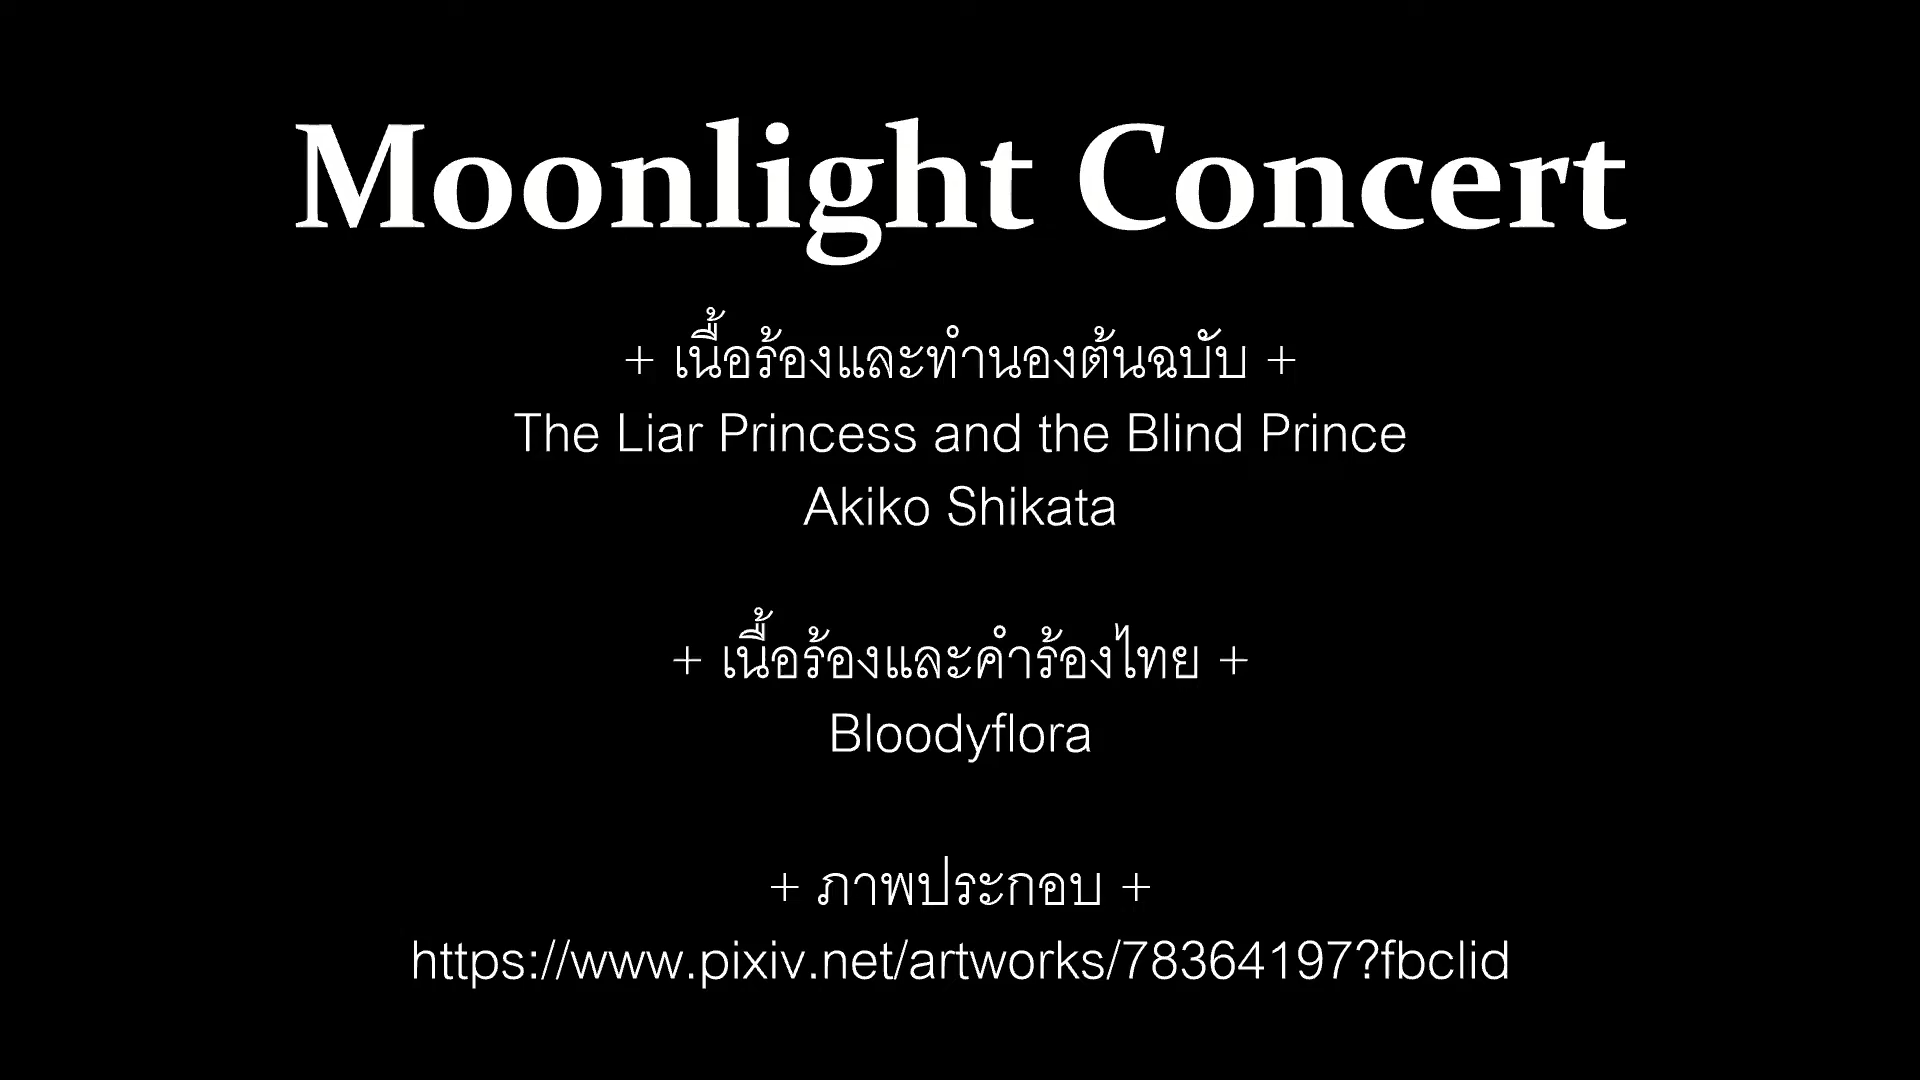 Moonlight Concert
+ เนื้อร้องและทำนองต้นฉบับ +
The Liar Princess and the Blind Prince
Akiko Shikata
+ เนื้อร้องและคำร้องไทย +
Bloodyflora
+ ภาพประกอบ +
https://www.pixiv.net/artworks/78364197?fbclid